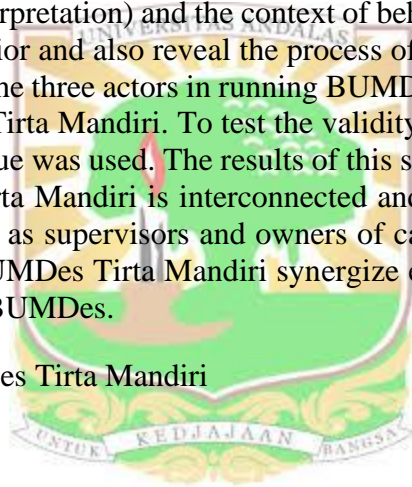 rpretation) and the context of beh
UNIVERSITAS ANDALAS
ior and also reveal the process of
he three actors in running BUMD
Tirta Mandiri. To test the validity
ue was used. The results of this s
rta Mandiri is interconnected and
as supervisors and owners of ca
UMDes Tirta Mandiri synergize
BUMDes.
es Tirta Mandiri
UNTUK KEDJAJAAN BANGSA